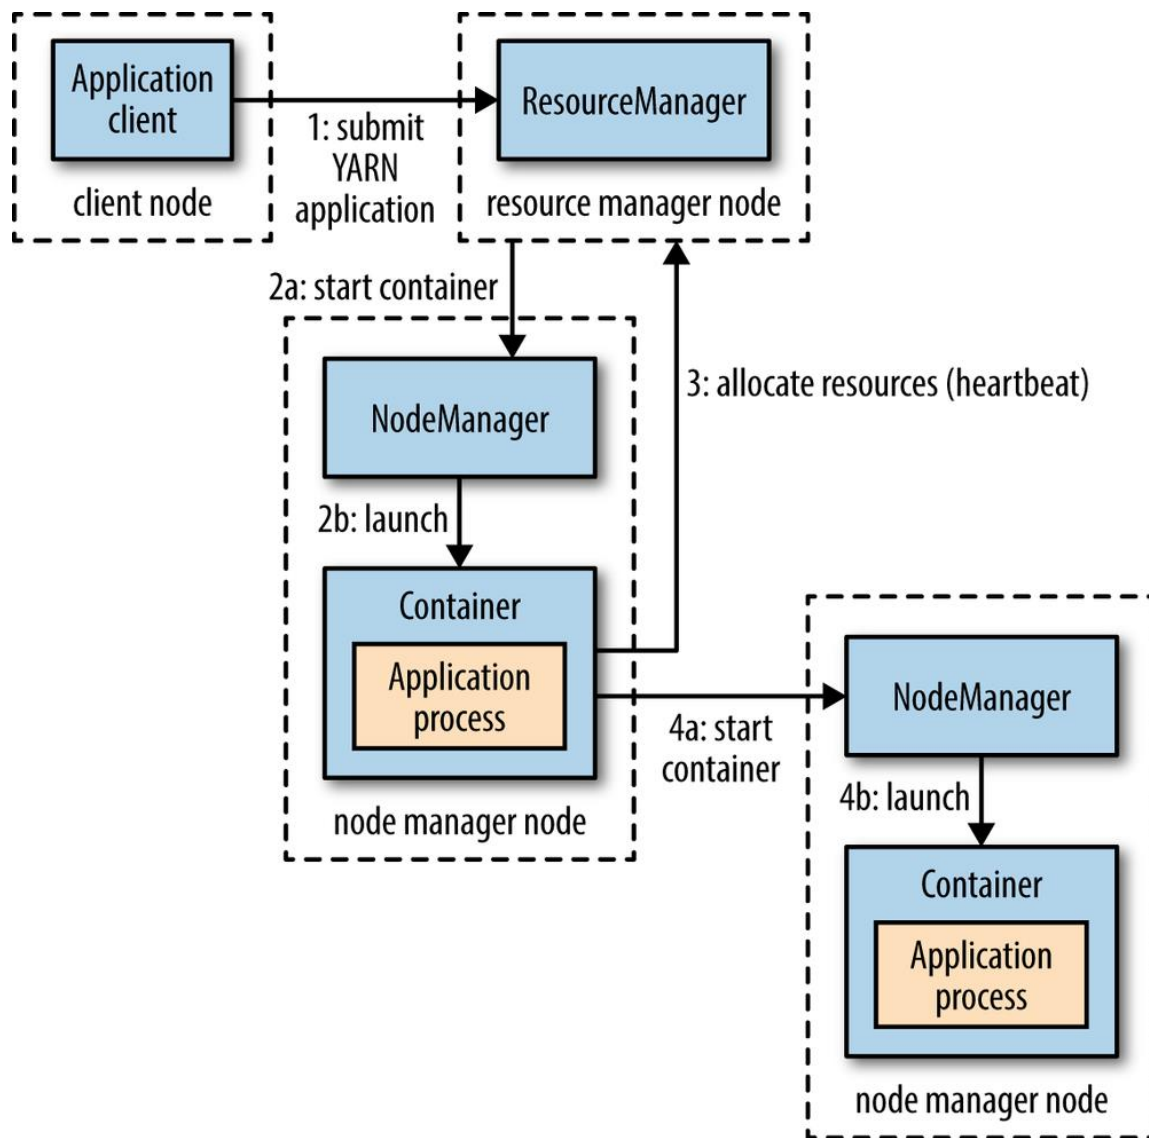 Application
client
client node
1: submit
YARN
application
ResourceManager
resource manager node
2a: start container
NodeManager
2b: launch
Container
Application
process
node manager node
3: allocate resources (heartbeat)
4a: start
container
NodeManager
4b: launch
Container
Application
process
node manager node